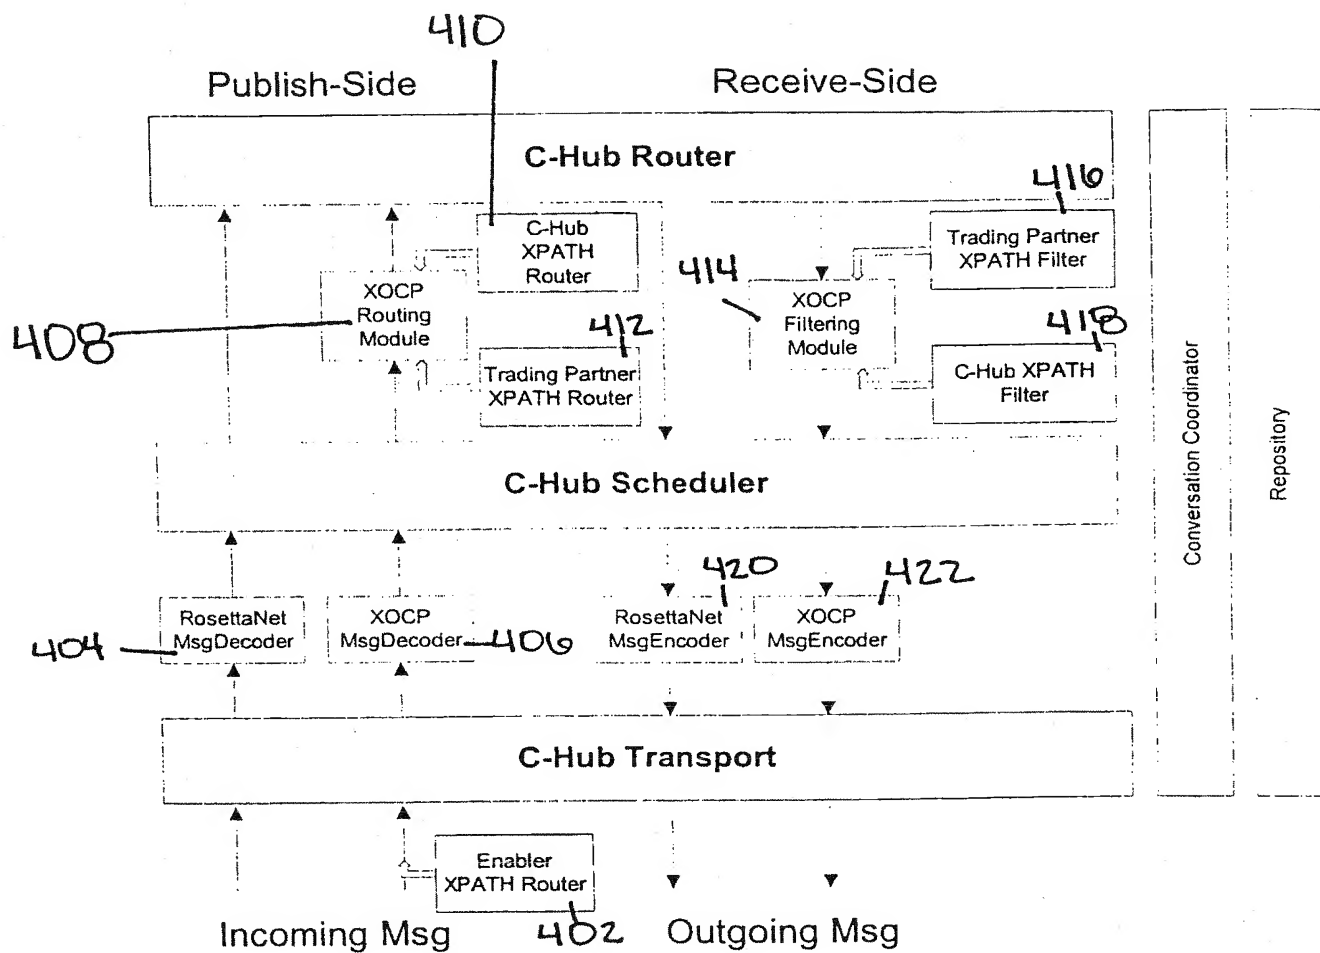 410
Publish-Side
Receive-Side
C-Hub Router
416
C-Hub
XPATH
Router
Trading Partner
XPATH Filter
414
XOCP
Routing
Module
XOCP
Filtering
Module
408
412
418
Trading Partner
XPATH Router
C-Hub XPATH
Filter
C-Hub Scheduler
Conversation Coordinator
Repository
420
422
RosettaNet
MsgDecoder
XOCP
MsgDecoder
RosettaNet
MsgEncoder
XOCP
MsgEncoder
404
406
C-Hub Transport
Enabler
XPATH Router
Incoming Msg
402
Outgoing Msg